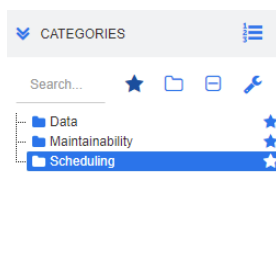 CATEGORIES
Search...
Data
Maintainability
Scheduling